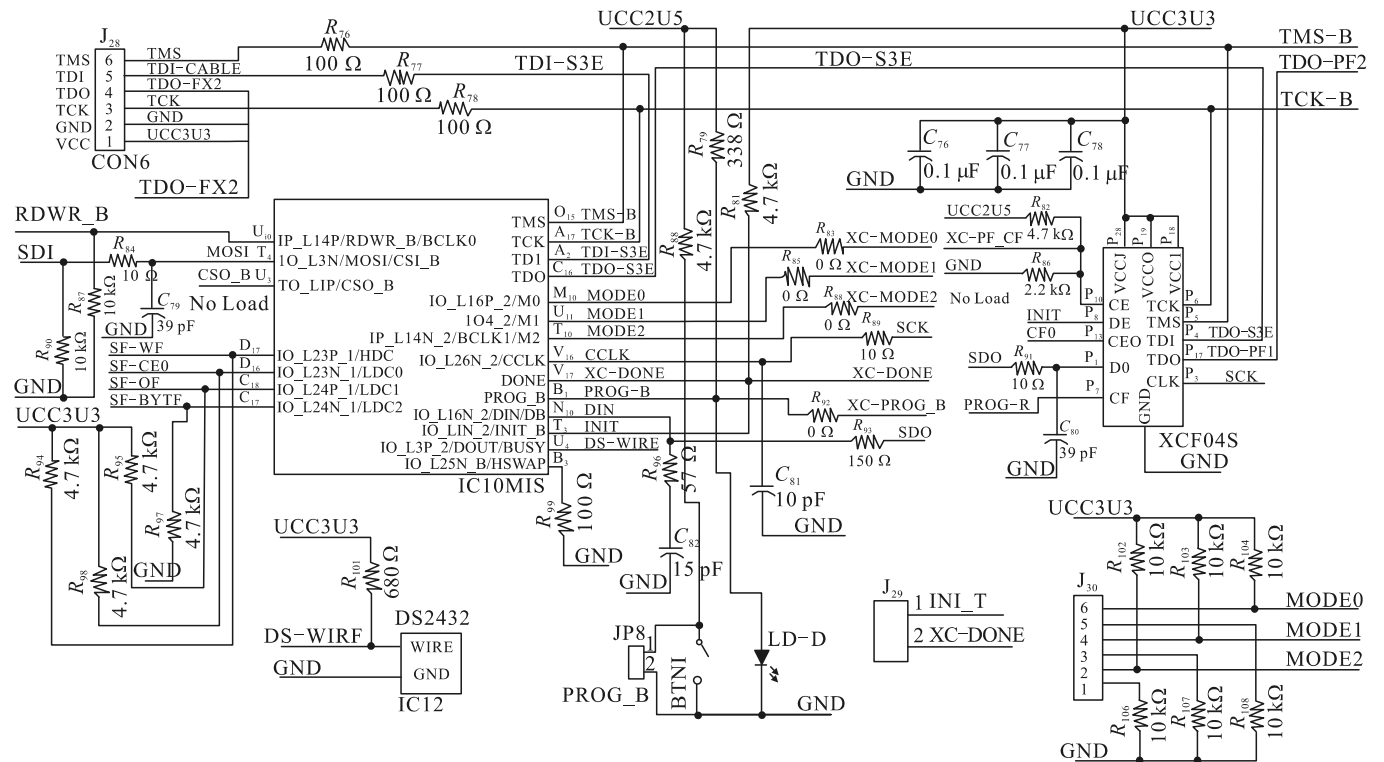 UCC2U5
UCC3U3
J28
R76
100 Ω
TMS-B
TMS 6 TMS
TDI 5 TDI-CABLE
TDO 4 TDO-FX2
TCK 3 TCK
GND 2 GND
VCC 1 UCC3U3
CON6
R77
100 Ω
TDI-S3E
TDO-S3E
TDO-PF2
R78
100 Ω
TCK-B
TDO-FX2
R79
338 Ω
R81
4.7 kΩ
R88
4.7 kΩ
C76
0.1 μF
C77
0.1 μF
C78
0.1 μF
GND
RDWR_B
SDI
R84
10 Ω
U10
MOSI T4
CSO_B U3
No Load
R87
10 kΩ
C79
39 pF
GND
R90
10 kΩ
GND
SF-WF D17
SF-CE0 D16
SF-OF C18
SF-BYTF C17
IP_L14P/RDWR_B/BCLK0
1O_L3N/MOSI/CSI_B
TO_LIP/CSO_B
IO_L23P_1/HDC
IO_L23N_1/LDC0
IO_L24P_1/LDC1
IO_L24N_1/LDC2
TMS O15 TMS-B
TCK A17 TCK-B
TDI A2 TDI-S3E
TDO C16 TDO-S3E
IO_L16P_2/M0 M10 MODE0
1O4_2/M1 U11 MODE1
IP_L14N_2/BCLK1/M2 T10 MODE2
IO_L26N_2/CCLK V16 CCLK
DONE V17 XC-DONE
PROG_B B1 PROG-B
IO_L16N_2/DIN/DB N10 DIN
IO_LIN_2/INIT_B T3 INIT
IO_L3P_2/DOUT/BUSY U4 DS-WIRE
IO_L25N_B/HSWAP B3
IC10MIS
R83
0 Ω
XC-MODE0
R85
0 Ω
XC-MODE1
R88
0 Ω
XC-MODE2
R89
10 Ω
SCK
XC-DONE
R92
0 Ω
XC-PROG_B
R93
150 Ω
SDO
UCC2U5
R82
4.7 kΩ
XC-PF_CF
GND
R86
2.2 kΩ
No Load
INIT
CF0
SDO
R91
10 Ω
PROG-R
C80
39 pF
GND
P28
P19
P18
VCCJ
VCCO
VCC1
P10 CE
P8 DE
P13 CEO
P1 D0
P7 CF
TCK P6
TMS P5
TDI P4 TDO-S3E
TDO P17 TDO-PF1
CLK P3 SCK
GND
XCF04S
GND
UCC3U3
R94
4.7 kΩ
R95
4.7 kΩ
R97
4.7 kΩ
GND
R98
4.7 kΩ
R96
57 Ω
C82
15 pF
GND
R99
100 Ω
GND
C81
10 pF
GND
UCC3U3
R101
680 Ω
DS-WIRF
GND
DS2432
WIRE
GND
IC12
JP8
1
2
PROG_B
BTNI
LD-D
GND
J29
1 INI_T
2 XC-DONE
UCC3U3
R102
10 kΩ
R103
10 kΩ
R104
10 kΩ
J30
6
5
4
3
2
1
MODE0
MODE1
MODE2
R106
10 kΩ
R107
10 kΩ
R108
10 kΩ
GND